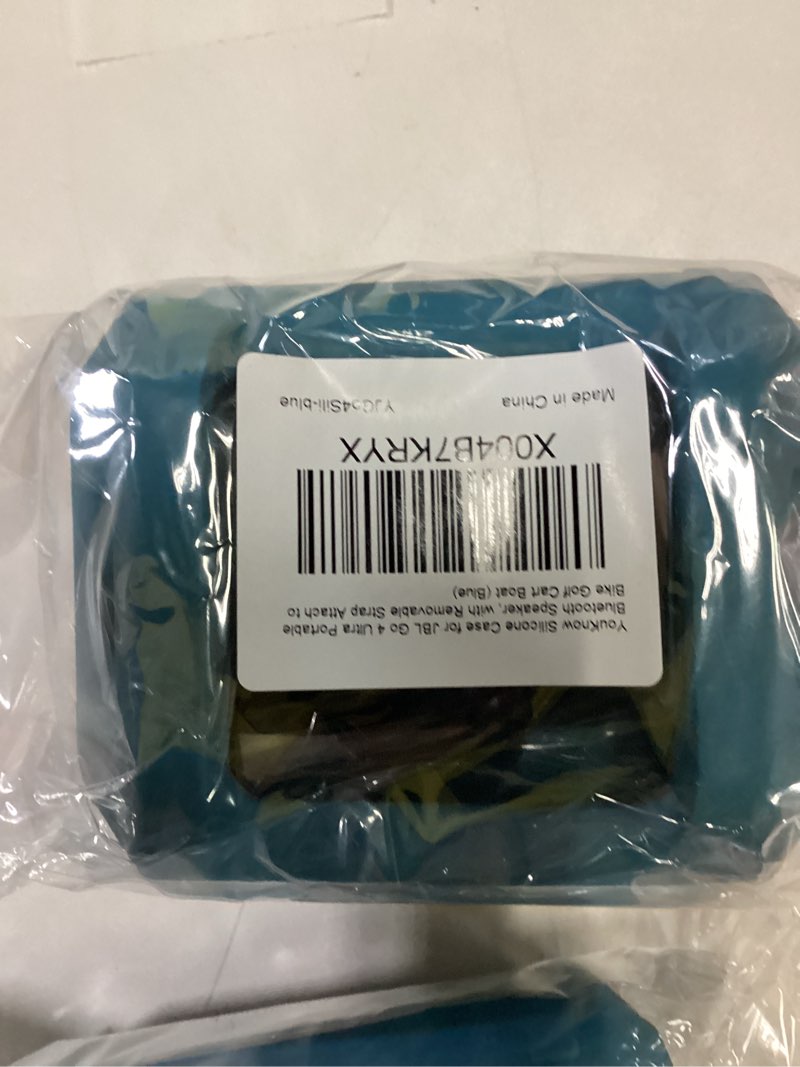 YouKnow Silicone Case for JBL Go 4 Ultra Portable
Bluetooth Speaker, with Removable Strap Attach to
Bike Golf Cart Boat (Blue)
X004B7KRYX
Made in China YJGo4Sili-blue